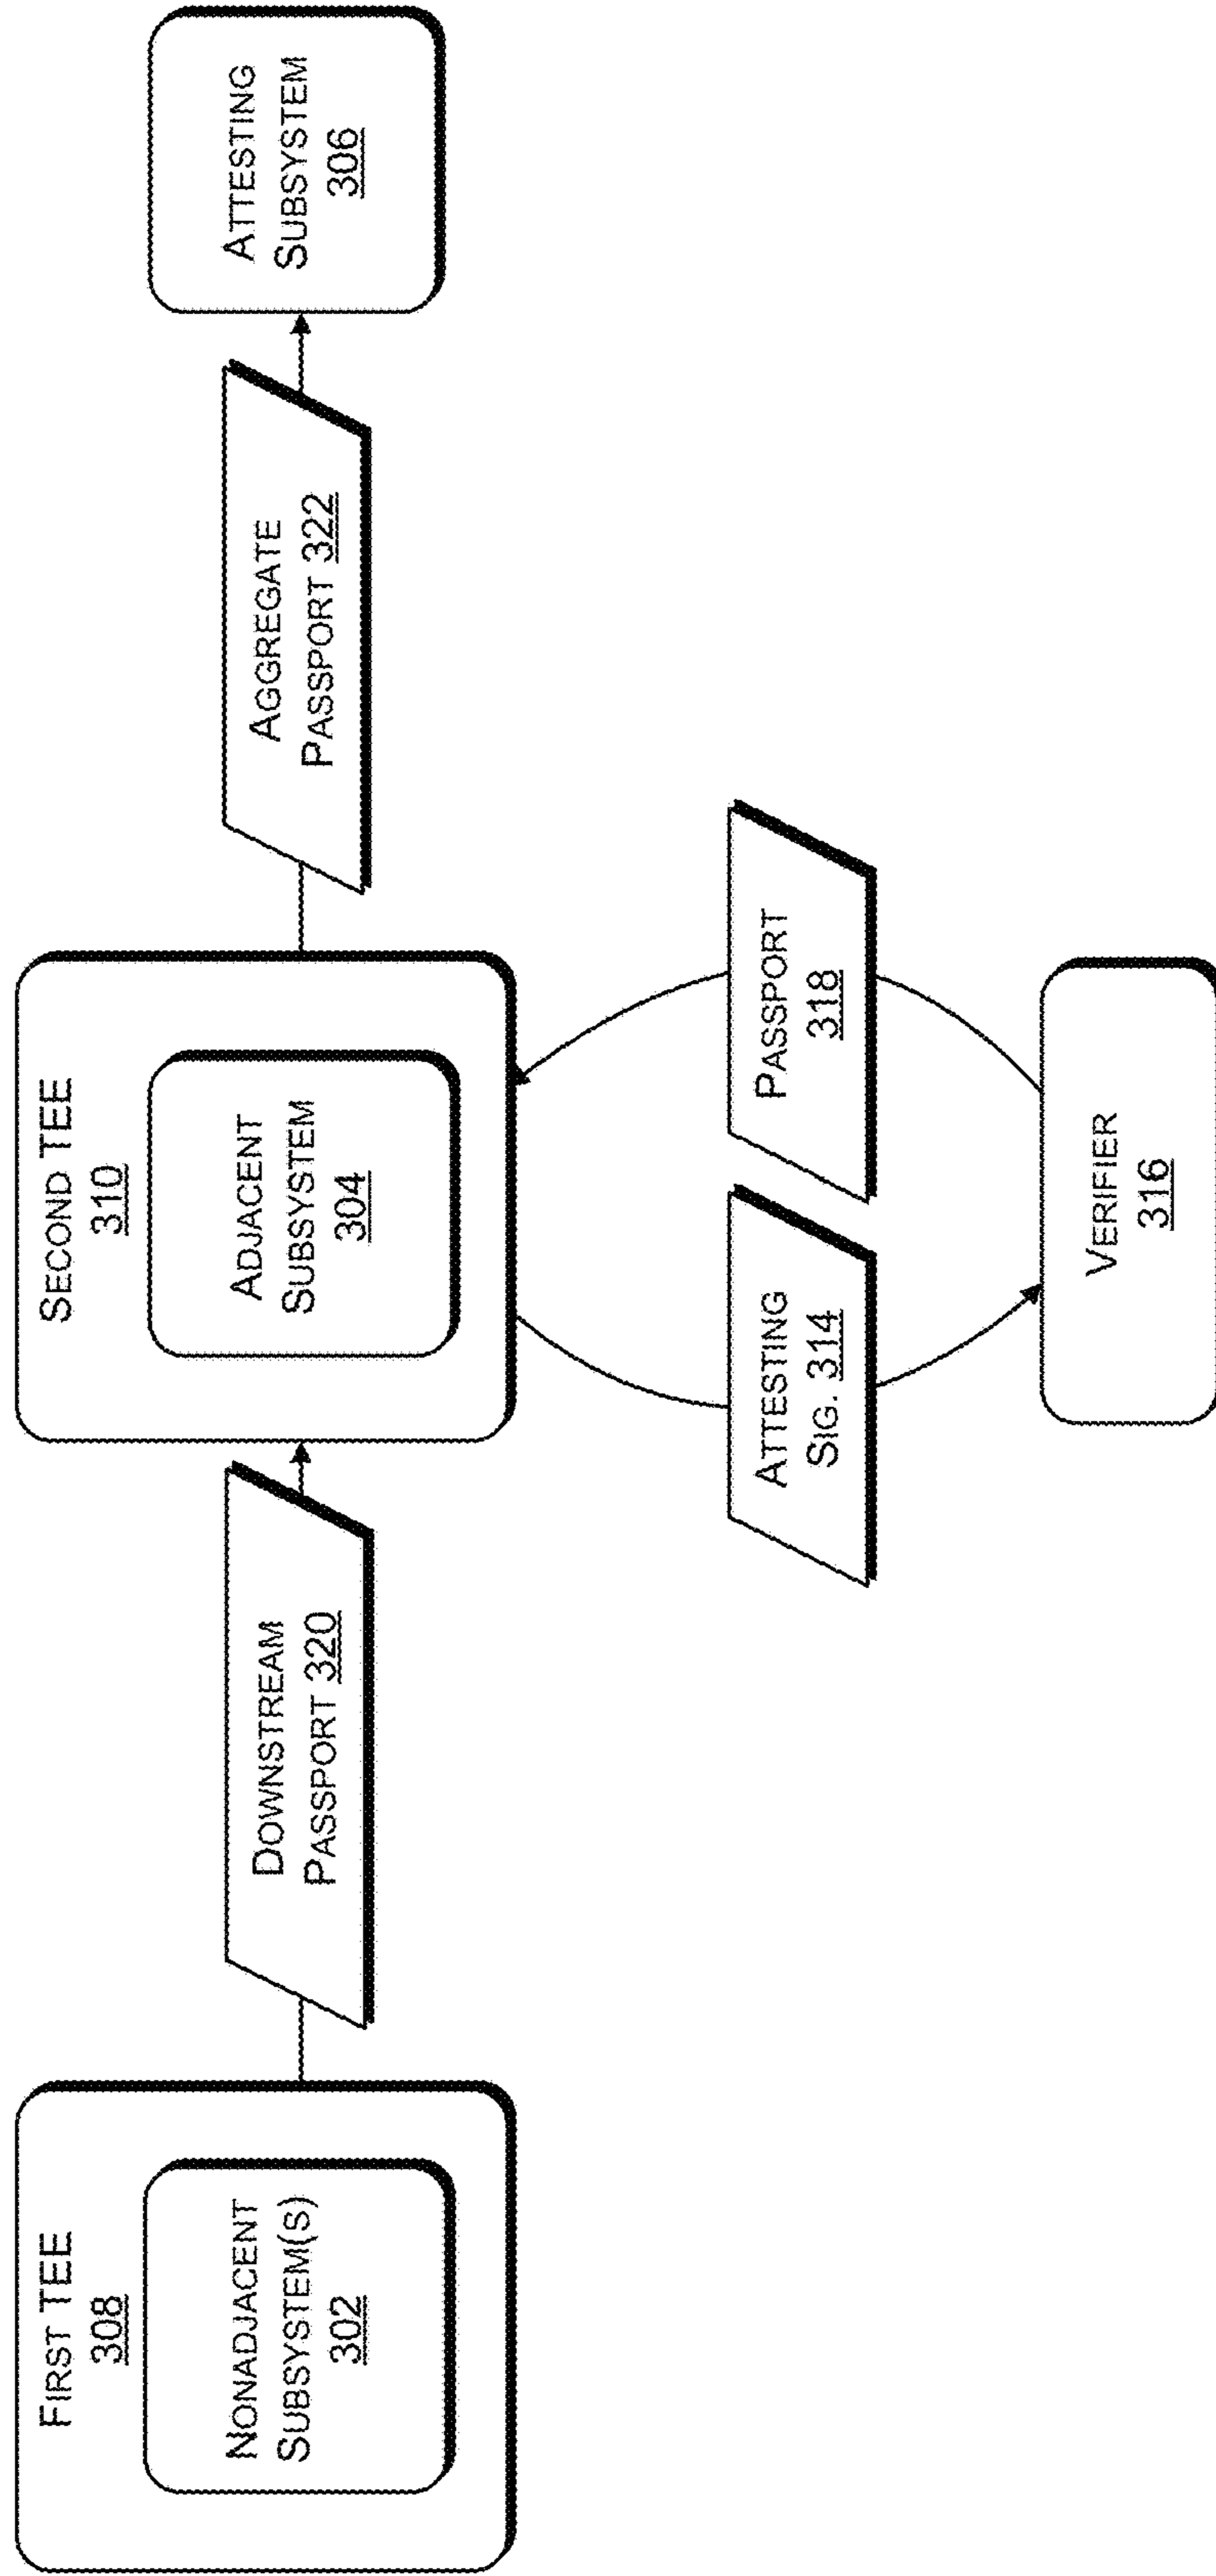 FIRST TEE
308
NONADJACENT
SUBSYSTEM(S)
302
DOWNSTREAM
PASSPORT 320
SECOND TEE
310
ADJACENT
SUBSYSTEM
304
AGGREGATE
PASSPORT 322
ATTESTING
SUBSYSTEM
306
ATTESTING
SIG. 314
PASSPORT
318
VERIFIER
316